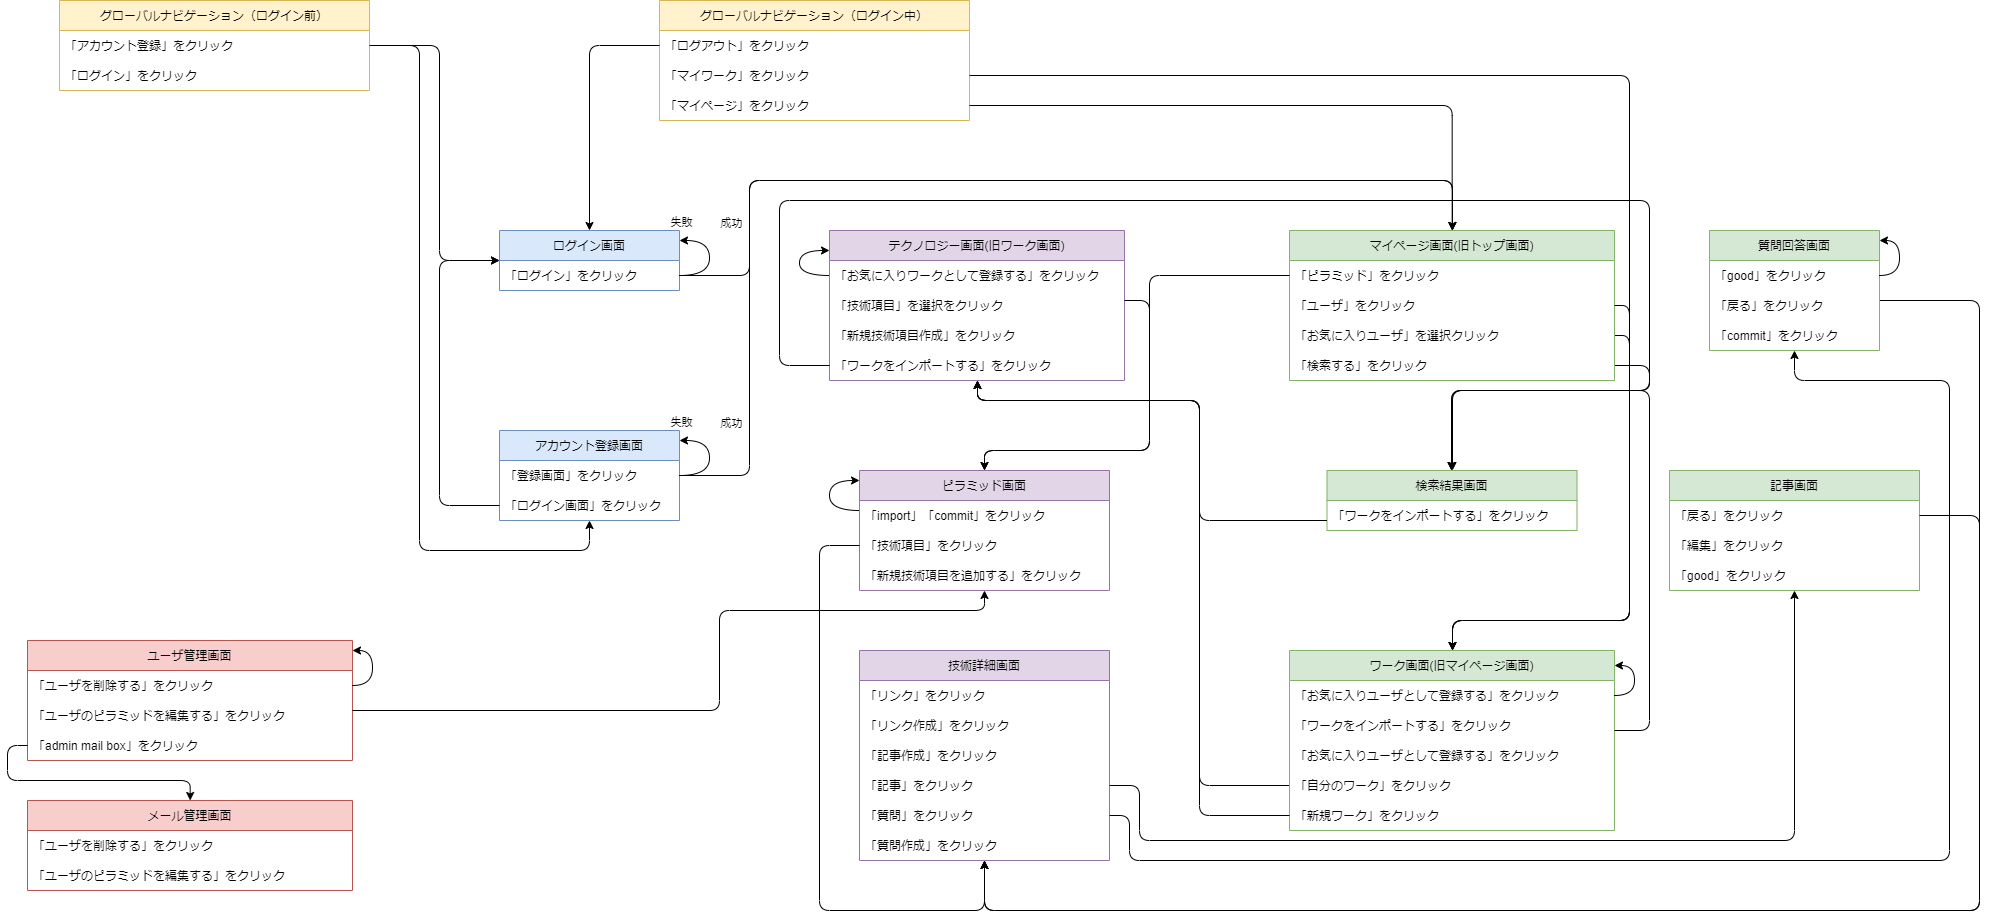 グローバルナビゲーション（ログイン前）
「アカウント登録」をクリック
「ログイン」をクリック
グローバルナビゲーション（ログイン中）
「ログアウト」をクリック
「マイワーク」をクリック
「マイページ」をクリック
失敗
成功
ログイン画面
「ログイン」をクリック
テクノロジー画面(旧ワーク画面)
「お気に入りワークとして登録する」をクリック
「技術項目」を選択をクリック
「新規技術項目作成」をクリック
「ワークをインポートする」をクリック
マイページ画面(旧トップ画面)
「ピラミッド」をクリック
「ユーザ」をクリック
「お気に入りユーザ」を選択クリック
「検索する」をクリック
質問回答画面
「good」をクリック
「戻る」をクリック
「commit」をクリック
失敗
成功
アカウント登録画面
「登録画面」をクリック
「ログイン画面」をクリック
ピラミッド画面
「import」「commit」をクリック
「技術項目」をクリック
「新規技術項目を追加する」をクリック
検索結果画面
「ワークをインポートする」をクリック
記事画面
「戻る」をクリック
「編集」をクリック
「good」をクリック
ユーザ管理画面
「ユーザを削除する」をクリック
「ユーザのピラミッドを編集する」をクリック
「admin mail box」をクリック
技術詳細画面
「リンク」をクリック
「リンク作成」をクリック
「記事作成」をクリック
「記事」をクリック
「質問」をクリック
「質問作成」をクリック
ワーク画面(旧マイページ画面)
「お気に入りユーザとして登録する」をクリック
「ワークをインポートする」をクリック
「お気に入りユーザとして登録する」をクリック
「自分のワーク」をクリック
「新規ワーク」をクリック
メール管理画面
「ユーザを削除する」をクリック
「ユーザのピラミッドを編集する」をクリック